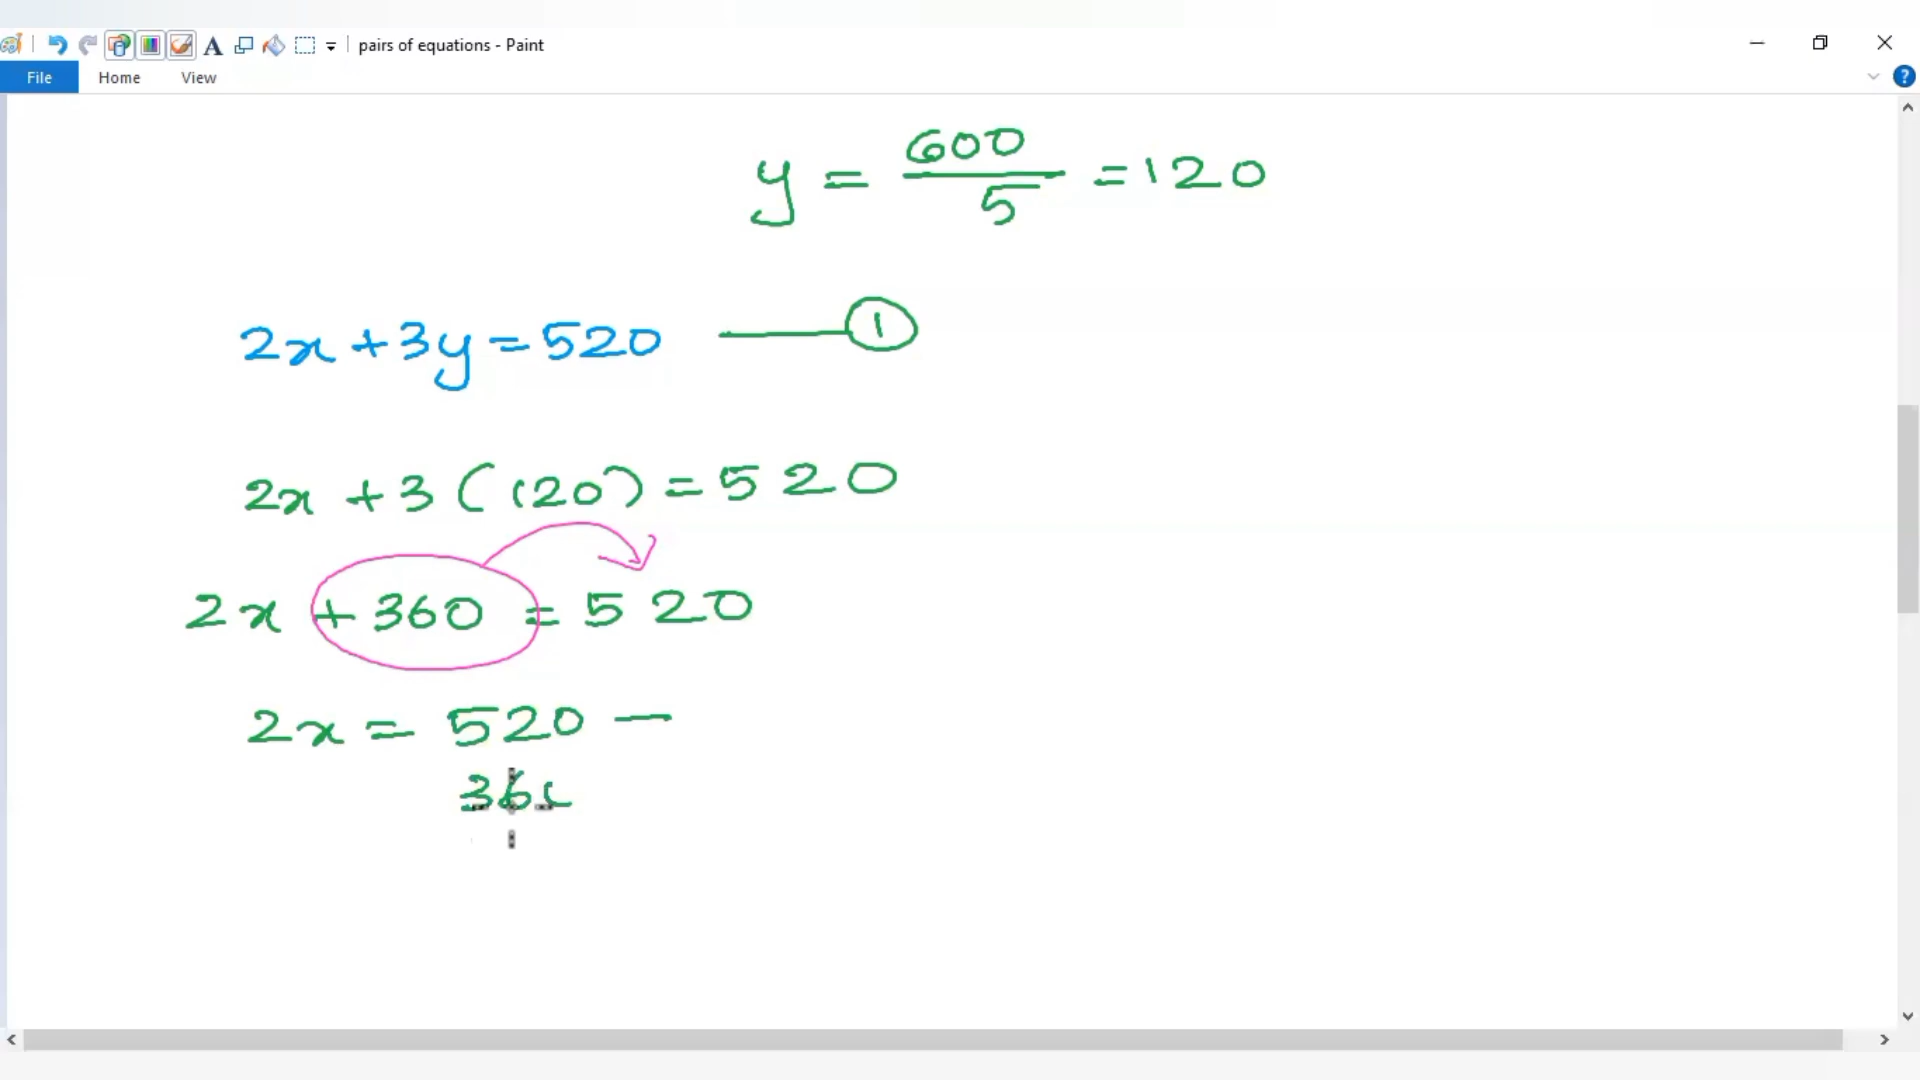 pairs of equations - Paint
File Home View
y = 600/5 = 120
2x + 3y = 520 —— 1
2x + 3 (120) = 520
2x + 360 = 520
2x = 520 —
36